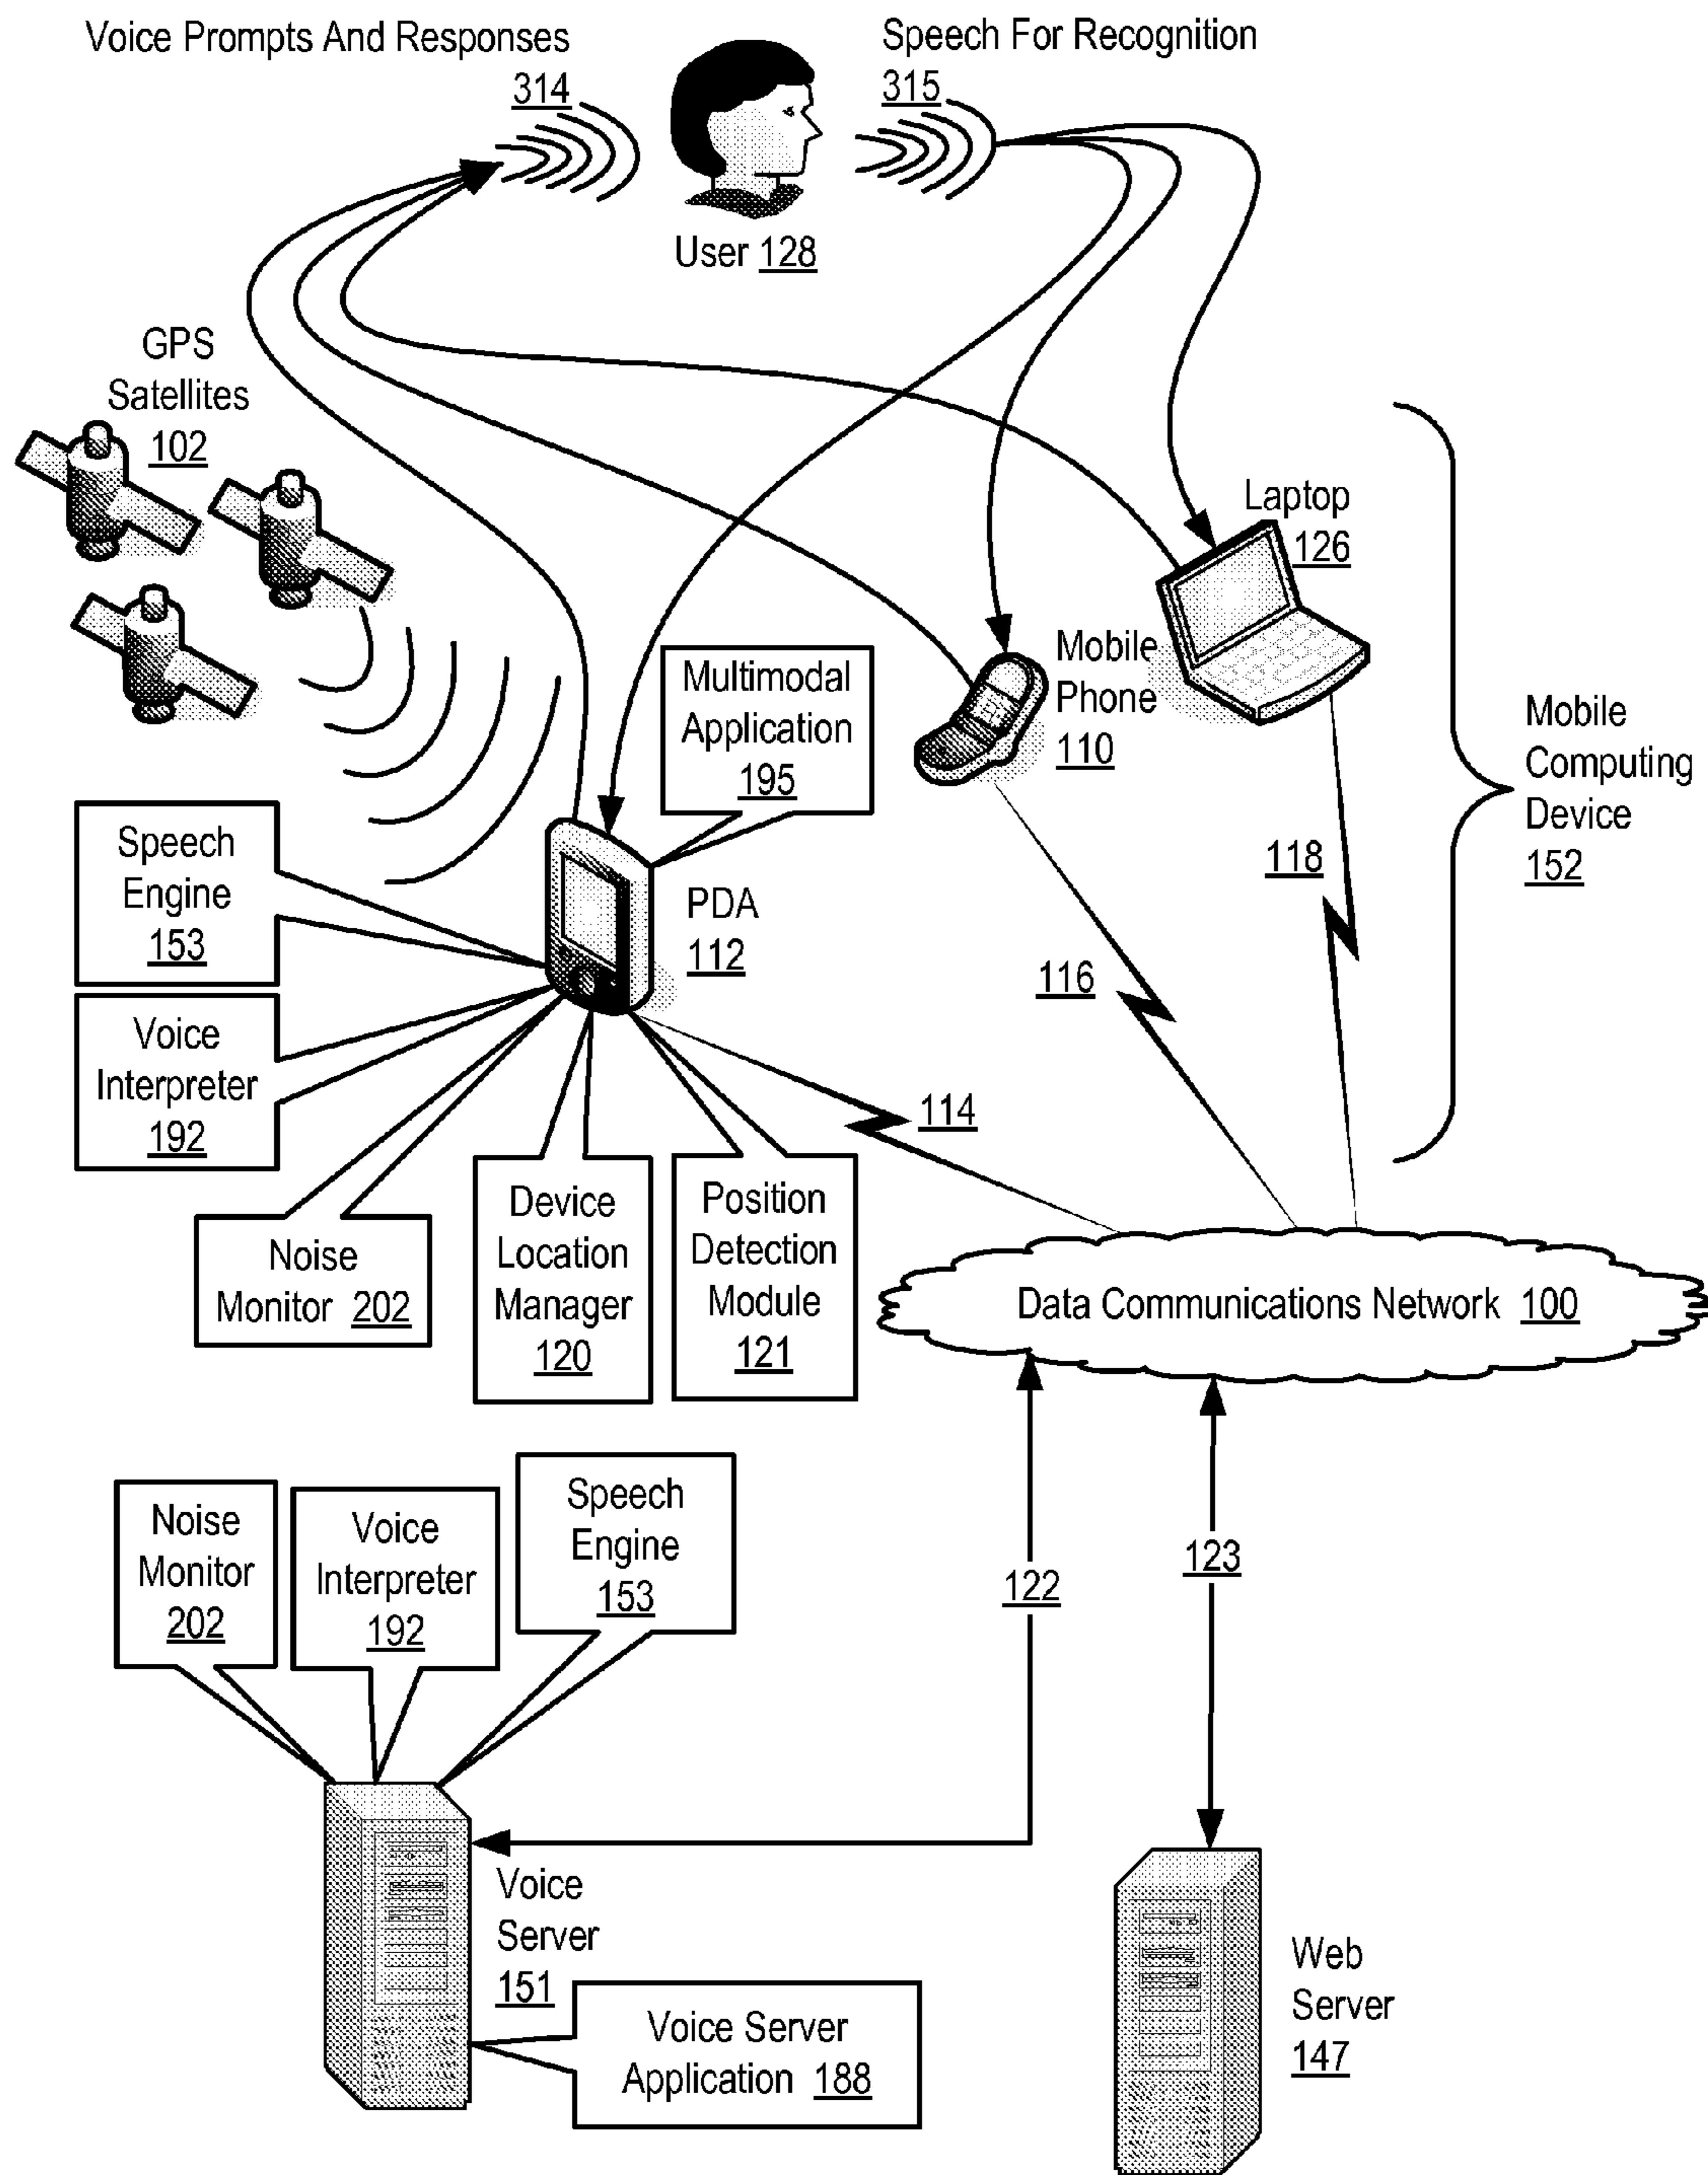 Voice Prompts And Responses
314
Speech For Recognition
315
User 128
GPS
Satellites
102
Laptop
126
Mobile
Phone
110
Multimodal
Application
195
Mobile
Computing
Device
152
Speech
Engine
153
PDA
112
118
116
Voice
Interpreter
192
114
Noise
Monitor 202
Device
Location
Manager
120
Position
Detection
Module
121
Data Communications Network 100
Noise
Monitor
202
Voice
Interpreter
192
Speech
Engine
153
122
123
Voice
Server
151
Voice Server
Application 188
Web
Server
147